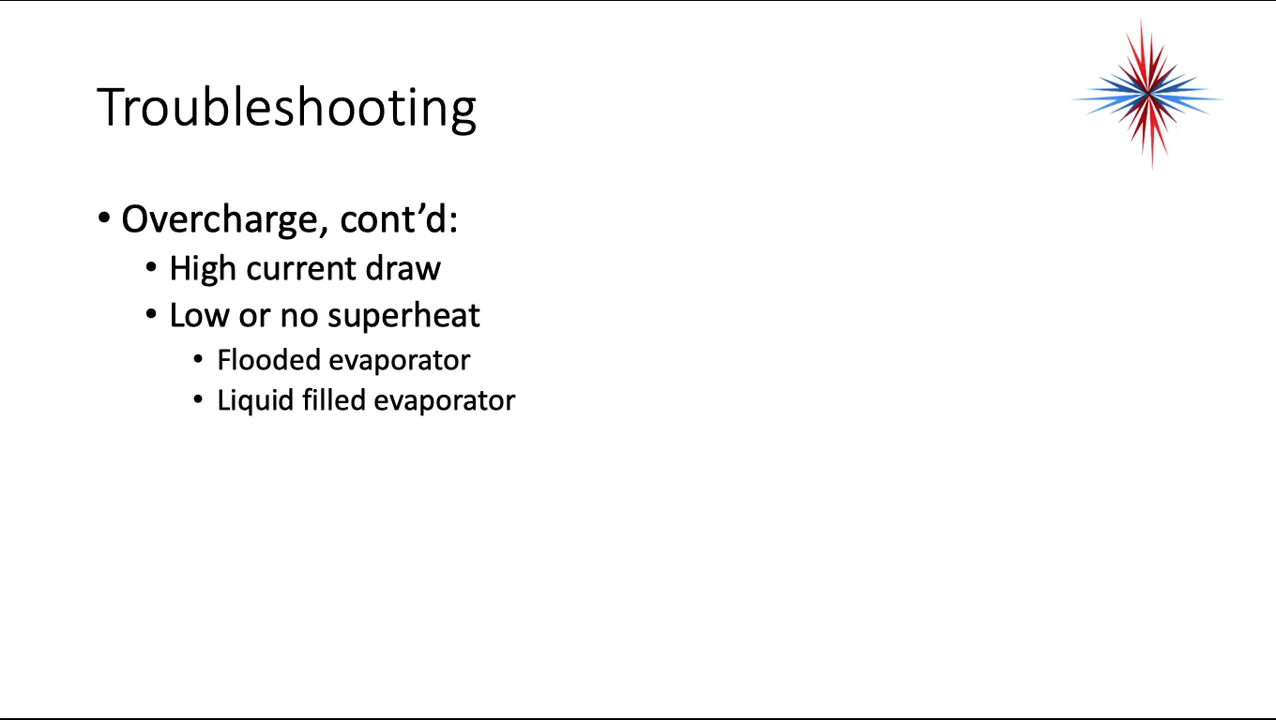 Troubleshooting
• Overcharge, cont’d:
• High current draw
• Low or no superheat
• Flooded evaporator
• Liquid filled evaporator